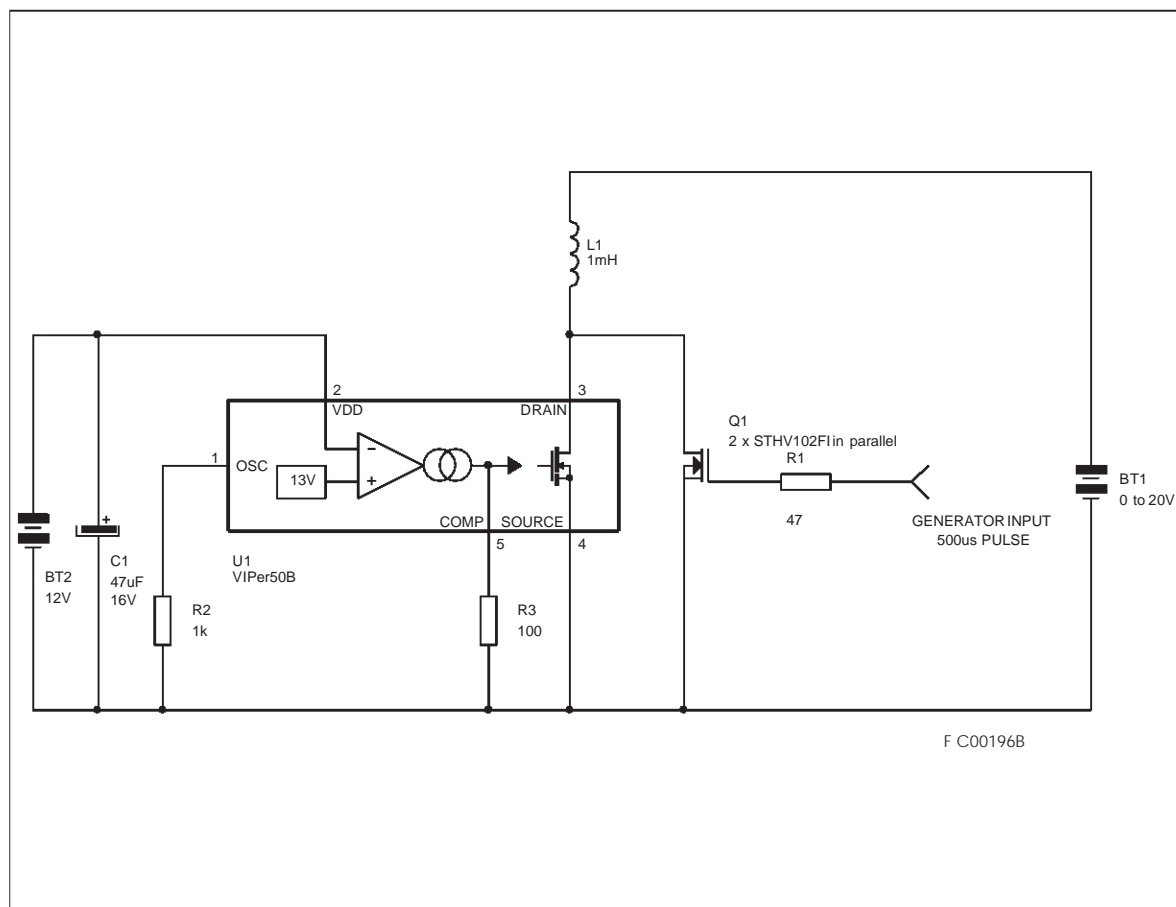 L1
1mH
2
VDD
3
DRAIN
1
OSC
13V
-
+
COMP
SOURCE
5
4
U1
VIPer50B
Q1
2 x STHV102FI in parallel
R1
47
GENERATOR INPUT
500us PULSE
BT1
0 to 20V
BT2
12V
+
C1
47uF
16V
R2
1k
R3
100
F C00196B